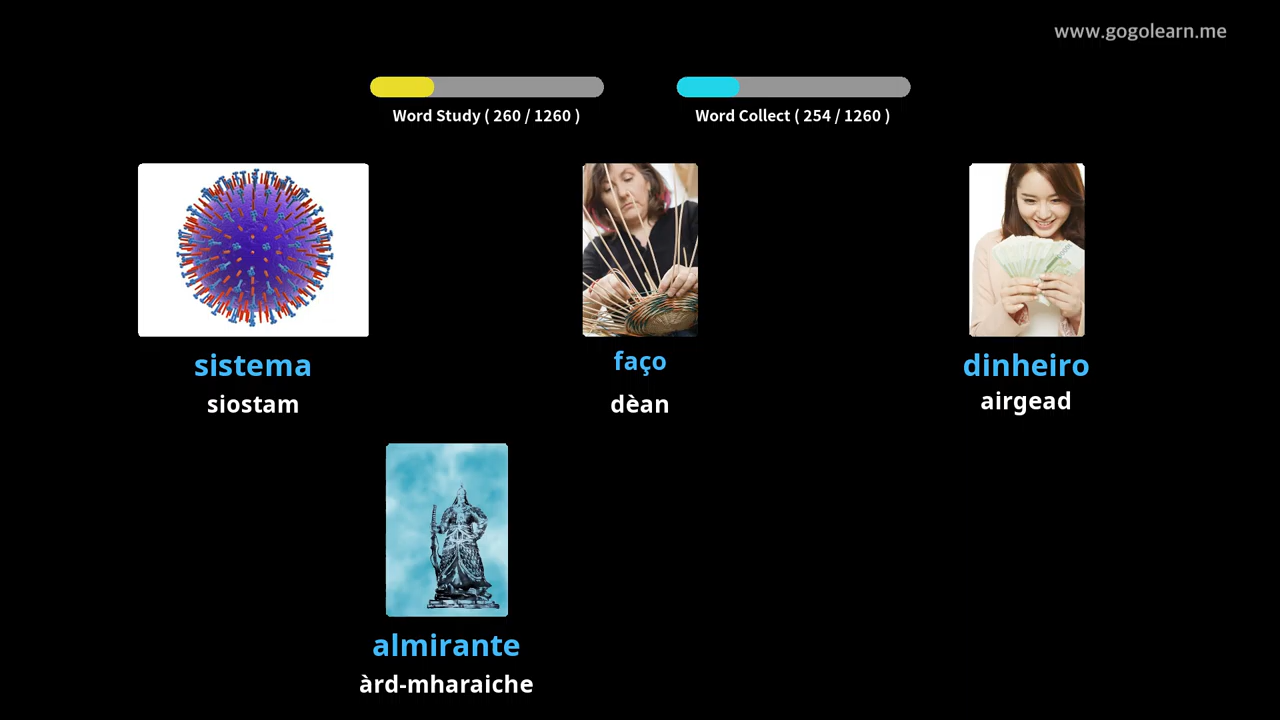 www.gogolearn.me
Word Study ( 260 / 1260 )
Word Collect ( 254 / 1260 )
sistema
siostam
faço
dèan
dinheiro
airgead
almirante
àrd-mharaiche